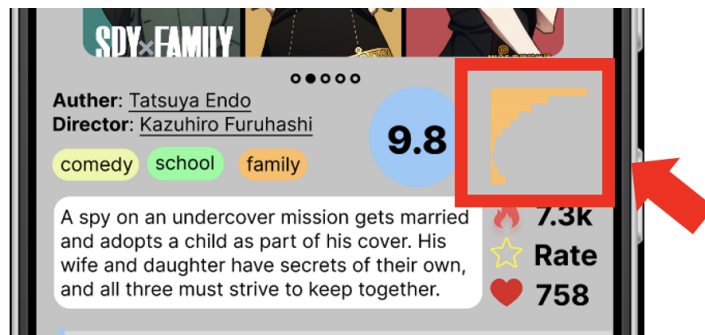 SPY×FAMILY
Auther: Tatsuya Endo
Director: Kazuhiro Furuhashi
9.8
comedy school family
A spy on an undercover mission gets married
and adopts a child as part of his cover. His
wife and daughter have secrets of their own,
and all three must strive to keep together.
7.3k
Rate
758